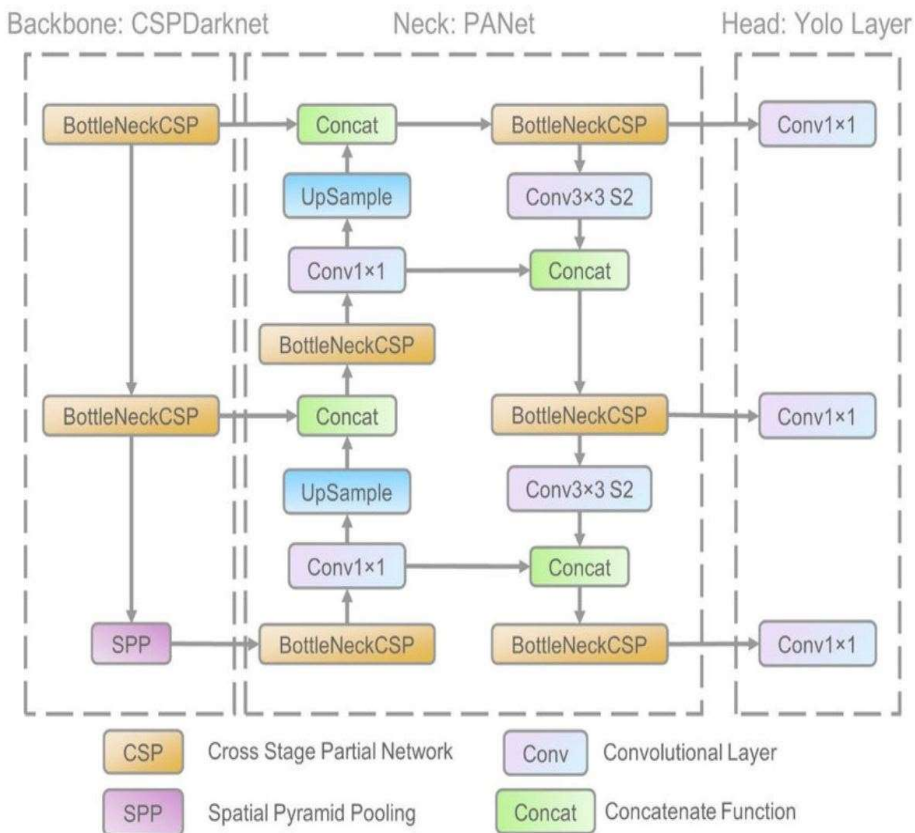 Backbone: CSPDarknet
Neck: PANet
Head: Yolo Layer
BottleNeckCSP
Concat
BottleNeckCSP
Conv1×1
UpSample
Conv3×3 S2
Conv1×1
Concat
BottleNeckCSP
BottleNeckCSP
Concat
BottleNeckCSP
Conv1×1
UpSample
Conv3×3 S2
Conv1×1
Concat
SPP
BottleNeckCSP
BottleNeckCSP
Conv1×1
CSP
Cross Stage Partial Network
Conv
Convolutional Layer
SPP
Spatial Pyramid Pooling
Concat
Concatenate Function